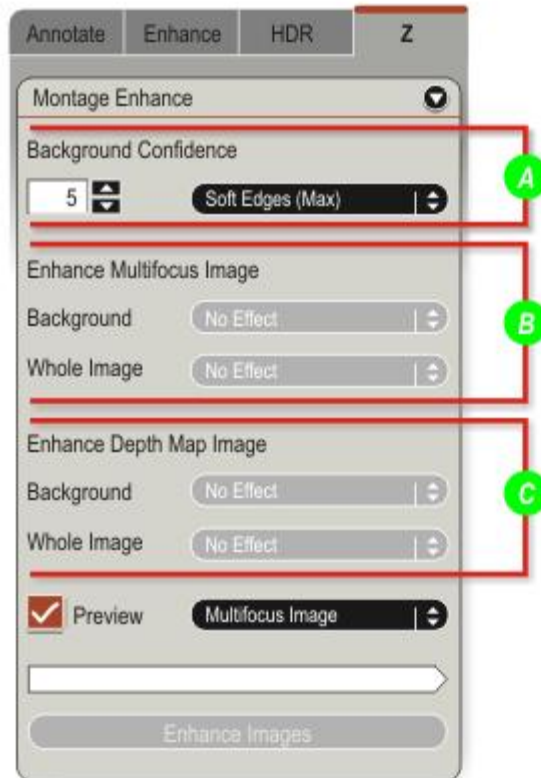 Annotate Enhance HDR Z
Montage Enhance
Background Confidence
A
5 Soft Edges (Max)
Enhance Multifocus Image
Background No Effect
B
Whole Image No Effect
Enhance Depth Map Image
Background No Effect
C
Whole Image No Effect
Preview Multifocus Image
Enhance Images